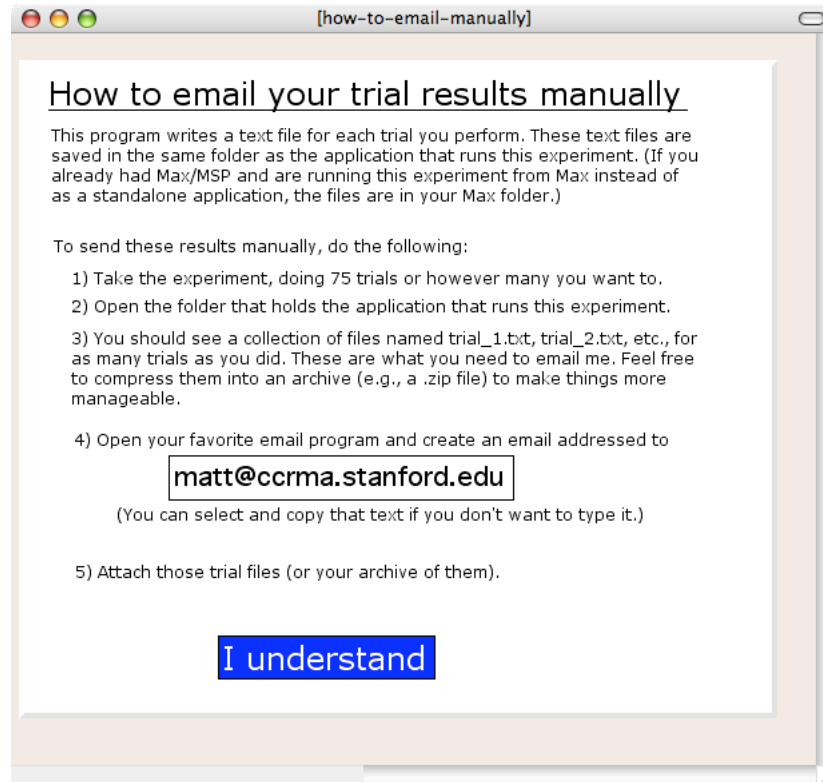 [how-to-email-manually]
How to email your trial results manually
This program writes a text file for each trial you perform. These text files are
saved in the same folder as the application that runs this experiment. (If you
already had Max/MSP and are running this experiment from Max instead of
as a standalone application, the files are in your Max folder.)
To send these results manually, do the following:
1) Take the experiment, doing 75 trials or however many you want to.
2) Open the folder that holds the application that runs this experiment.
3) You should see a collection of files named trial_1.txt, trial_2.txt, etc., for
as many trials as you did. These are what you need to email me. Feel free
to compress them into an archive (e.g., a .zip file) to make things more
manageable.
4) Open your favorite email program and create an email addressed to
matt@ccrma.stanford.edu
(You can select and copy that text if you don't want to type it.)
5) Attach those trial files (or your archive of them).
I understand